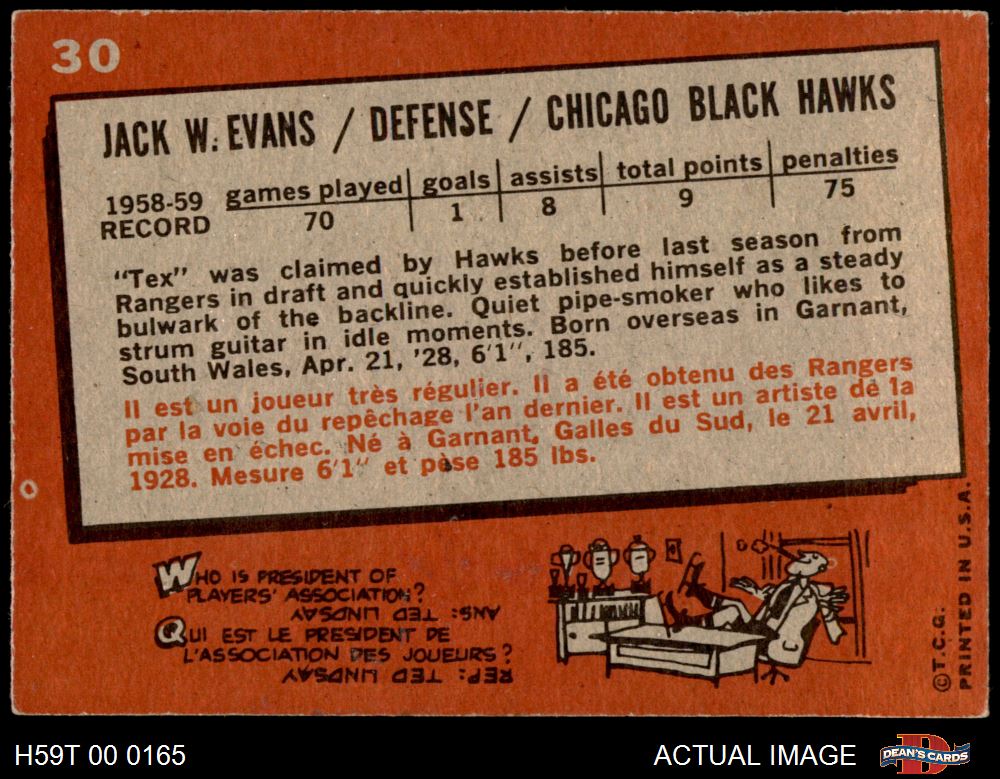 30
JACK W. EVANS / DEFENSE / CHICAGO BLACK HAWKS
1958-59 RECORD
games played | goals | assists | total points | penalties
70 | 1 | 8 | 9 | 75
"Tex" was claimed by Hawks before last season from
Rangers in draft and quickly established himself as a steady
bulwark of the backline. Quiet pipe-smoker who likes to
strum guitar in idle moments. Born overseas in Garnant,
South Wales, Apr. 21, '28, 6'1", 185.
Il est un joueur très régulier. Il a été obtenu des Rangers
par la voie du repêchage l'an dernier. Il est un artiste de la
mise en échec. Né à Garnant, Galles du Sud, le 21 avril,
1928. Mesure 6'1" et pèse 185 lbs.
WHO IS PRESIDENT OF
PLAYERS' ASSOCIATION?
ANS: TED LINDSAY
QUI EST LE PRESIDENT DE
L'ASSOCIATION DES JOUEURS?
REP: TED LINDSAY
C
©T.C.G.
PRINTED IN U.S.A.
H59T 00 0165
ACTUAL IMAGE
D
DEAN'S CARDS